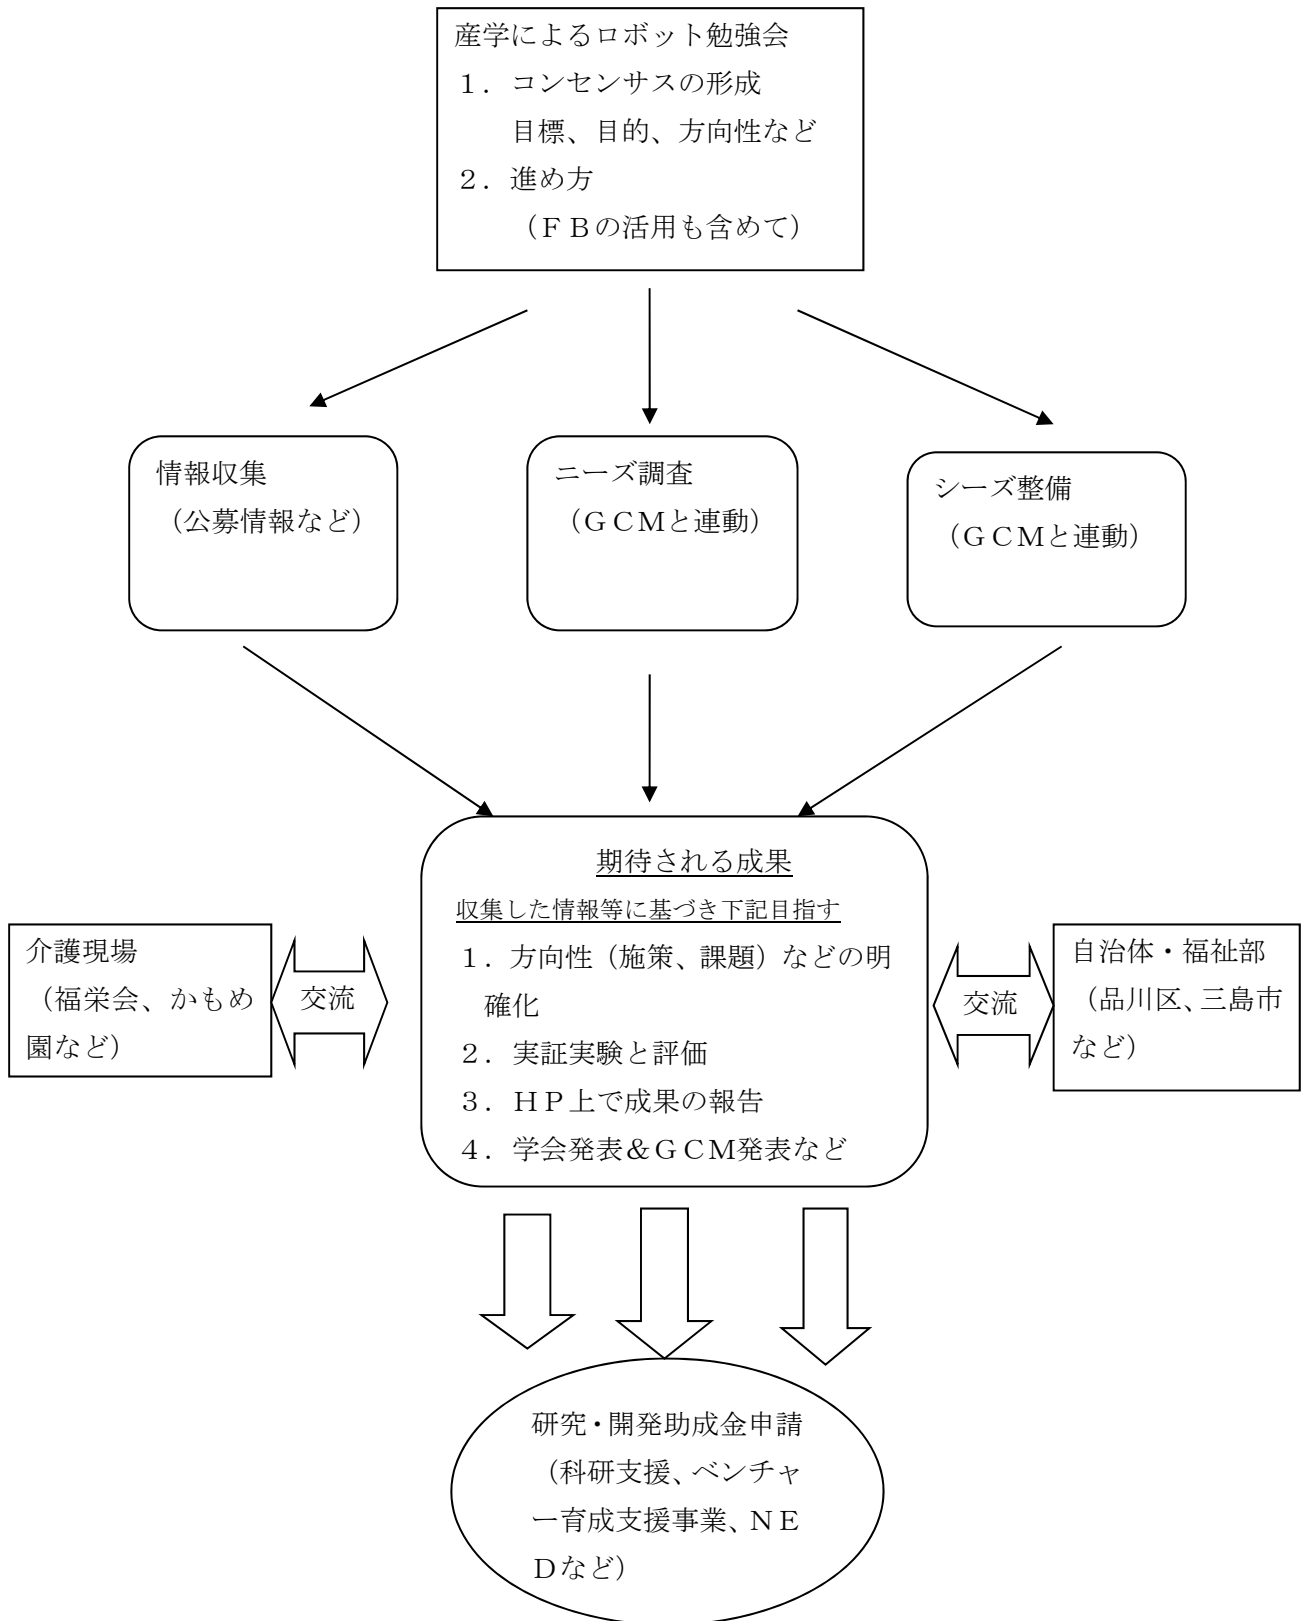 産学によるロボット勉強会
１．コンセンサスの形成
目標、目的、方向性など
２．進め方
（ＦＢの活用も含めて）
情報収集
（公募情報など）
ニーズ調査
（ＧＣＭと連動）
シーズ整備
（ＧＣＭと連動）
期待される成果
収集した情報等に基づき下記目指す
１．方向性（施策、課題）などの明
確化
２．実証実験と評価
３．ＨＰ上で成果の報告
４．学会発表＆ＧＣＭ発表など
介護現場
（福栄会、かもめ
園など）
交流
交流
自治体・福祉部
（品川区、三島市
など）
研究・開発助成金申請
（科研支援、ベンチャ
ー育成支援事業、ＮＥ
Ｄなど）